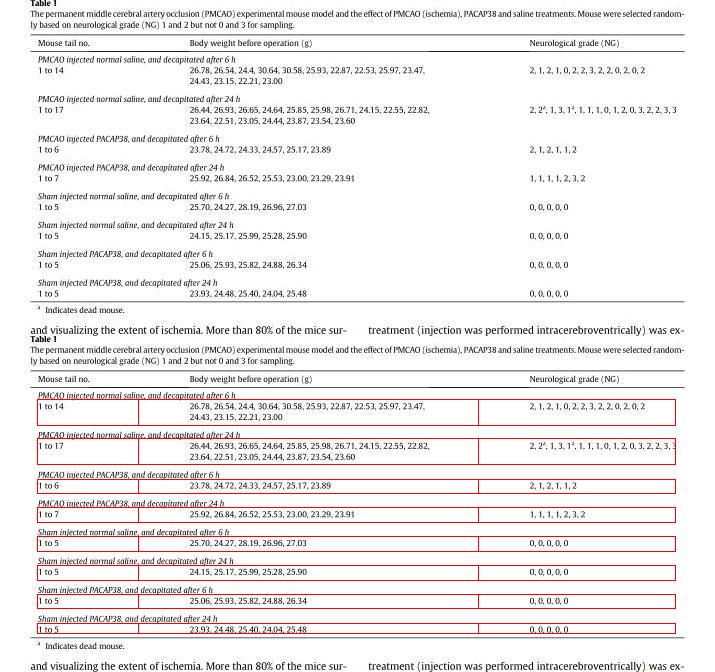 Table 1
The permanent middle cerebral artery occlusion (PMCAO) experimental mouse model and the effect of PMCAO (ischemia), PACAP38 and saline treatments. Mouse were selected random-
ly based on neurological grade (NG) 1 and 2 but not 0 and 3 for sampling.
Mouse tail no. Body weight before operation (g) Neurological grade (NG)
PMCAO injected normal saline, and decapitated after 6 h
1 to 14 26.78, 26.54, 24.4, 30.64, 30.58, 25.93, 22.87, 22.53, 25.97, 23.47, 2, 1, 2, 1, 0, 2, 2, 3, 2, 2, 0, 2, 0, 2
24.43, 23.15, 22.21, 23.00
PMCAO injected normal saline, and decapitated after 24 h
1 to 17 26.44, 26.93, 26.65, 24.64, 25.85, 25.98, 26.71, 24.15, 22.55, 22.82, 2, 2a, 1, 3, 1a, 1, 1, 1, 0, 1, 2, 0, 3, 2, 2, 3, 3
23.64, 22.51, 23.05, 24.44, 23.87, 23.54, 23.60
PMCAO injected PACAP38, and decapitated after 6 h
1 to 6 23.78, 24.72, 24.33, 24.57, 25.17, 23.89 2, 1, 2, 1, 1, 2
PMCAO injected PACAP38, and decapitated after 24 h
1 to 7 25.92, 26.84, 26.52, 25.53, 23.00, 23.29, 23.91 1, 1, 1, 1, 2, 3, 2
Sham injected normal saline, and decapitated after 6 h
1 to 5 25.70, 24.27, 28.19, 26.96, 27.03 0, 0, 0, 0, 0
Sham injected normal saline, and decapitated after 24 h
1 to 5 24.15, 25.17, 25.99, 25.28, 25.90 0, 0, 0, 0, 0
Sham injected PACAP38, and decapitated after 6 h
1 to 5 25.06, 25.93, 25.82, 24.88, 26.34 0, 0, 0, 0, 0
Sham injected PACAP38, and decapitated after 24 h
1 to 5 23.93, 24.48, 25.40, 24.04, 25.48 0, 0, 0, 0, 0
a Indicates dead mouse.
and visualizing the extent of ischemia. More than 80% of the mice sur- treatment (injection was performed intracerebroventrically) was ex-
Table 1
The permanent middle cerebral artery occlusion (PMCAO) experimental mouse model and the effect of PMCAO (ischemia), PACAP38 and saline treatments. Mouse were selected random-
ly based on neurological grade (NG) 1 and 2 but not 0 and 3 for sampling.
Mouse tail no. Body weight before operation (g) Neurological grade (NG)
PMCAO injected normal saline, and decapitated after 6 h
1 to 14 26.78, 26.54, 24.4, 30.64, 30.58, 25.93, 22.87, 22.53, 25.97, 23.47, 2, 1, 2, 1, 0, 2, 2, 3, 2, 2, 0, 2, 0, 2
24.43, 23.15, 22.21, 23.00
PMCAO injected normal saline, and decapitated after 24 h
1 to 17 26.44, 26.93, 26.65, 24.64, 25.85, 25.98, 26.71, 24.15, 22.55, 22.82, 2, 2a, 1, 3, 1a, 1, 1, 1, 0, 1, 2, 0, 3, 2, 2, 3, 3
23.64, 22.51, 23.05, 24.44, 23.87, 23.54, 23.60
PMCAO injected PACAP38, and decapitated after 6 h
1 to 6 23.78, 24.72, 24.33, 24.57, 25.17, 23.89 2, 1, 2, 1, 1, 2
PMCAO injected PACAP38, and decapitated after 24 h
1 to 7 25.92, 26.84, 26.52, 25.53, 23.00, 23.29, 23.91 1, 1, 1, 1, 2, 3, 2
Sham injected normal saline, and decapitated after 6 h
1 to 5 25.70, 24.27, 28.19, 26.96, 27.03 0, 0, 0, 0, 0
Sham injected normal saline, and decapitated after 24 h
1 to 5 24.15, 25.17, 25.99, 25.28, 25.90 0, 0, 0, 0, 0
Sham injected PACAP38, and decapitated after 6 h
1 to 5 25.06, 25.93, 25.82, 24.88, 26.34 0, 0, 0, 0, 0
Sham injected PACAP38, and decapitated after 24 h
1 to 5 23.93, 24.48, 25.40, 24.04, 25.48 0, 0, 0, 0, 0
a Indicates dead mouse.
and visualizing the extent of ischemia. More than 80% of the mice sur- treatment (injection was performed intracerebroventrically) was ex-